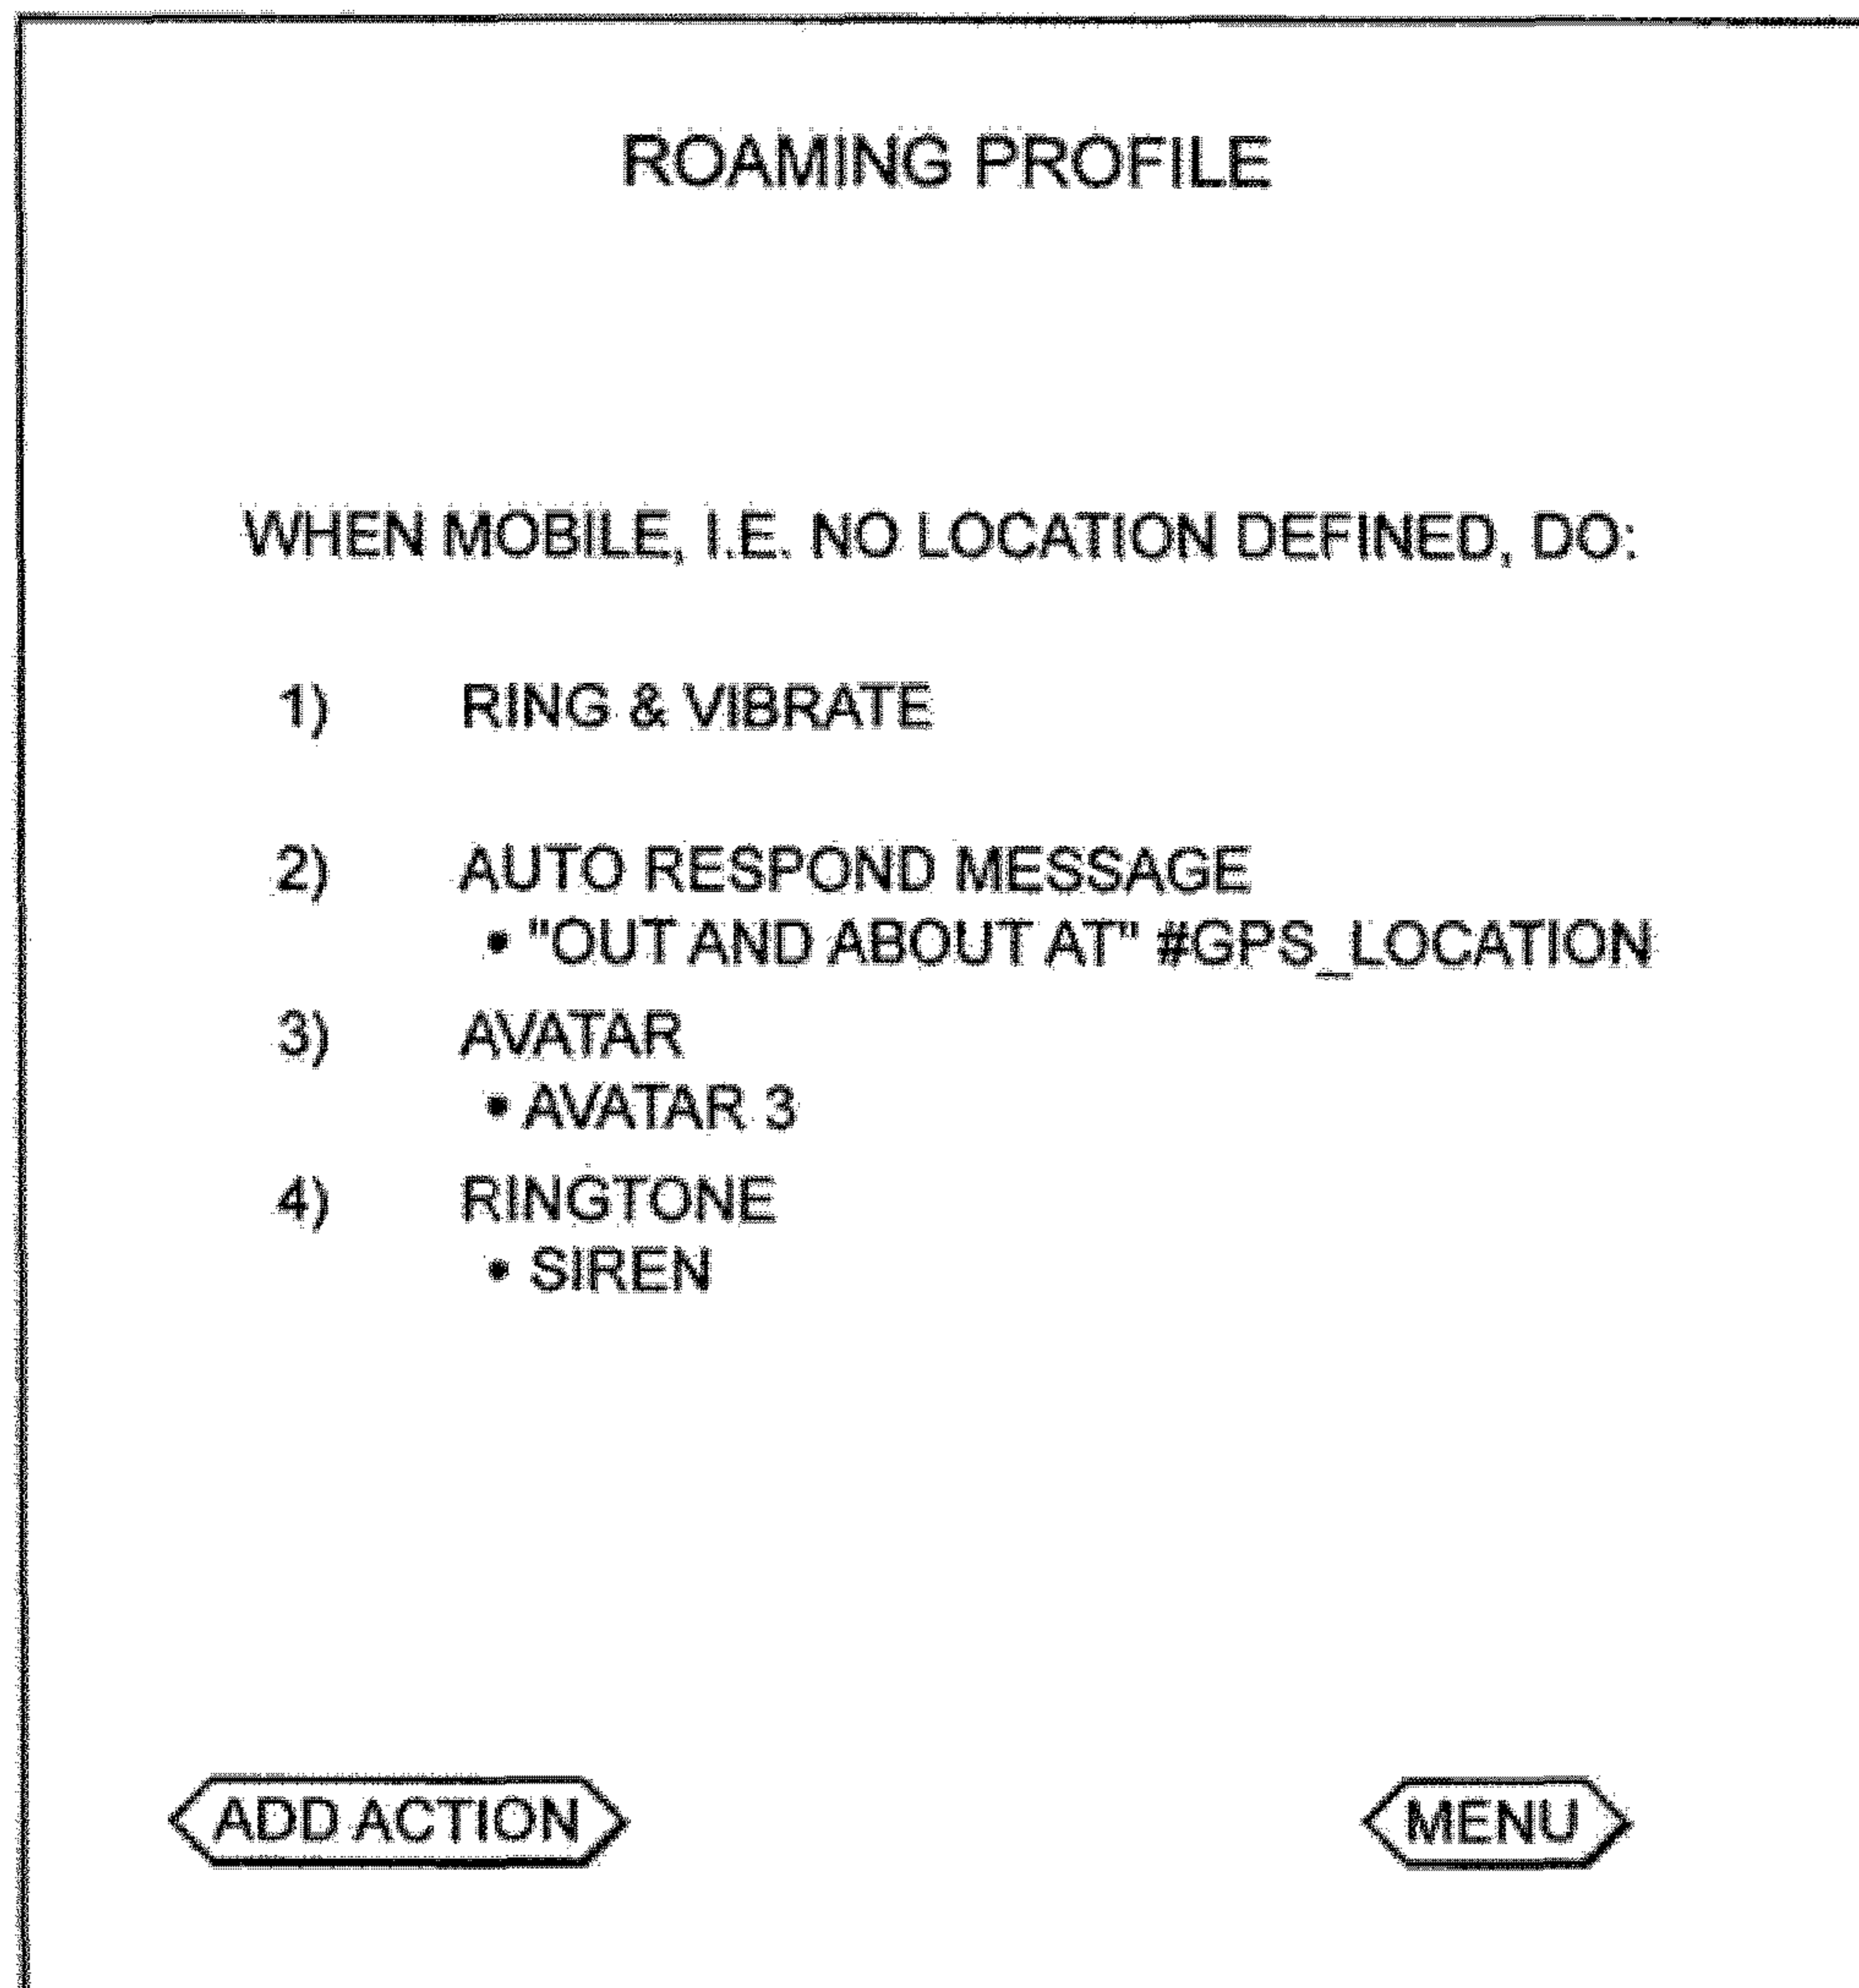 ROAMING PROFILE
WHEN MOBILE, I.E. NO LOCATION DEFINED, DO:
1) RING & VIBRATE
2) AUTO RESPOND MESSAGE
• "OUT AND ABOUT AT" #GPS_LOCATION
3) AVATAR
• AVATAR 3
4) RINGTONE
• SIREN
ADD ACTION MENU